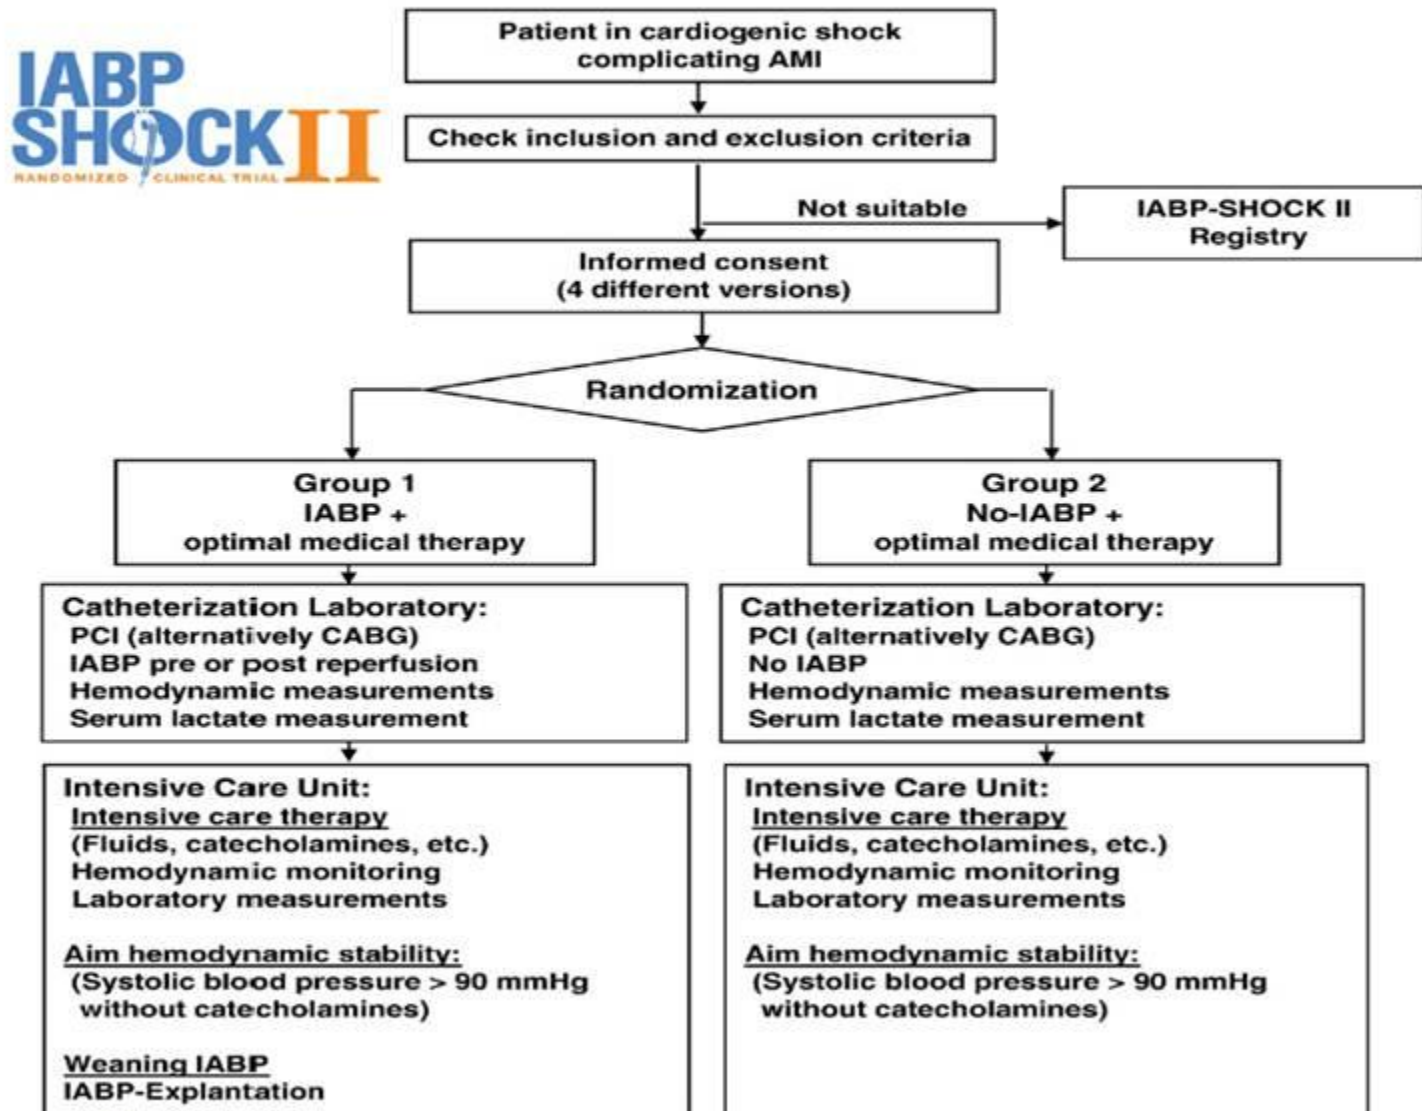 IABP
SHOCK II
RANDOMIZED CLINICAL TRIAL
Patient in cardiogenic shock
complicating AMI
Check inclusion and exclusion criteria
Not suitable
IABP-SHOCK II
Registry
Informed consent
(4 different versions)
Randomization
Group 1
IABP +
optimal medical therapy
Group 2
No-IABP +
optimal medical therapy
Catheterization Laboratory:
PCI (alternatively CABG)
IABP pre or post reperfusion
Hemodynamic measurements
Serum lactate measurement
Catheterization Laboratory:
PCI (alternatively CABG)
No IABP
Hemodynamic measurements
Serum lactate measurement
Intensive Care Unit:
Intensive care therapy
(Fluids, catecholamines, etc.)
Hemodynamic monitoring
Laboratory measurements
Aim hemodynamic stability:
(Systolic blood pressure > 90 mmHg
without catecholamines)
Weaning IABP
IABP-Explantation
Intensive Care Unit:
Intensive care therapy
(Fluids, catecholamines, etc.)
Hemodynamic monitoring
Laboratory measurements
Aim hemodynamic stability:
(Systolic blood pressure > 90 mmHg
without catecholamines)